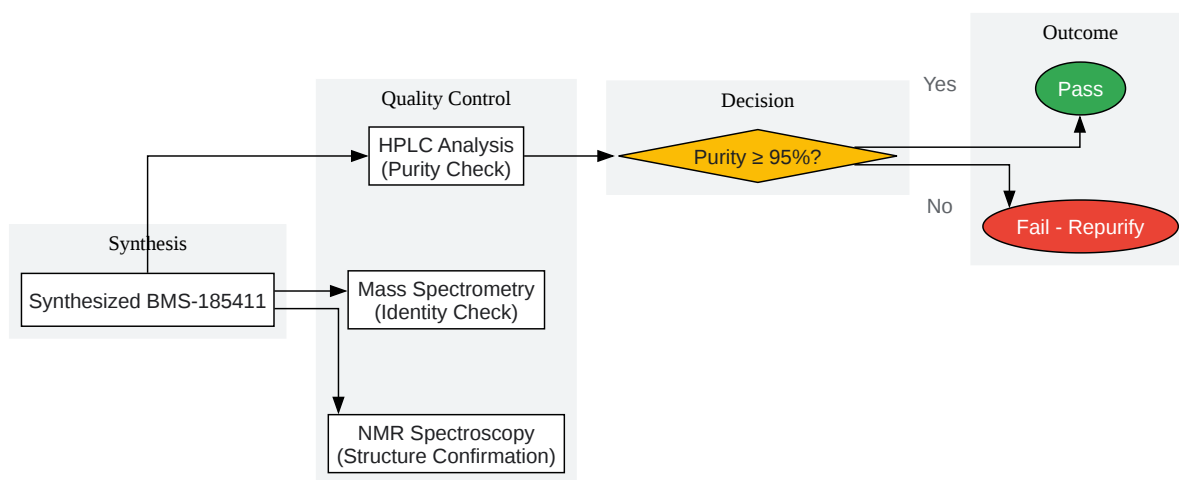 Synthesis
Synthesized BMS-185411
Quality Control
HPLC Analysis
(Purity Check)
Mass Spectrometry
(Identity Check)
NMR Spectroscopy
(Structure Confirmation)
Decision
Purity ≥ 95%?
Yes
No
Outcome
Pass
Fail - Repurify